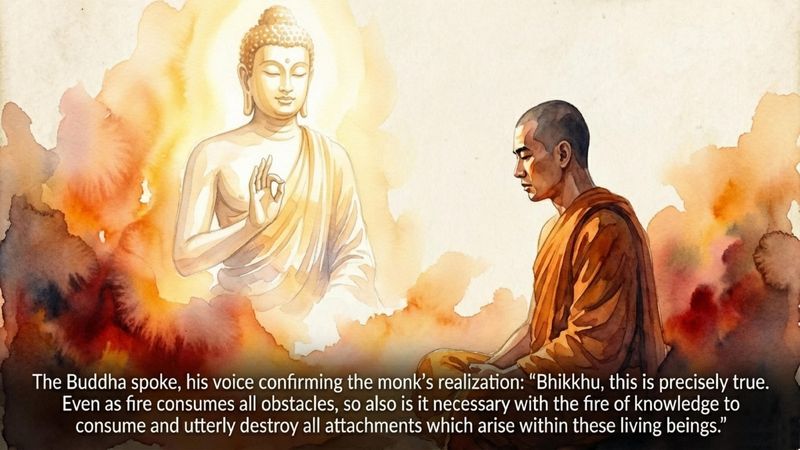 The Buddha spoke, his voice confirming the monk’s realization: “Bhikkhu, this is precisely true.
Even as fire consumes all obstacles, so also is it necessary with the fire of knowledge to
consume and utterly destroy all attachments which arise within these living beings.”